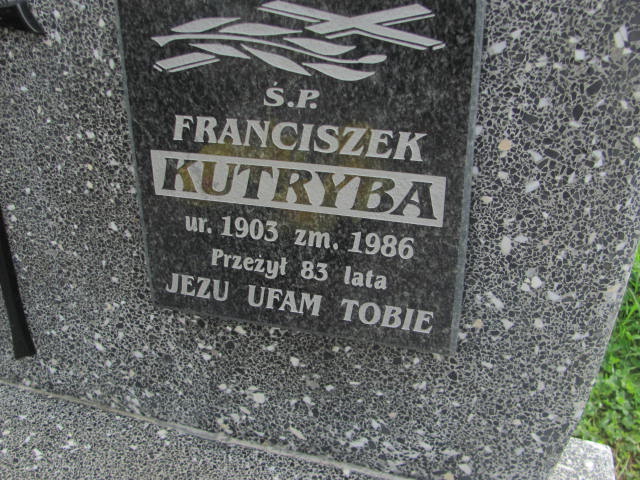 Ś.P.
FRANCISZEK
KUTRYBA
ur. 1903 zm. 1986
Przeżył 83 lata
JEZU UFAM TOBIE